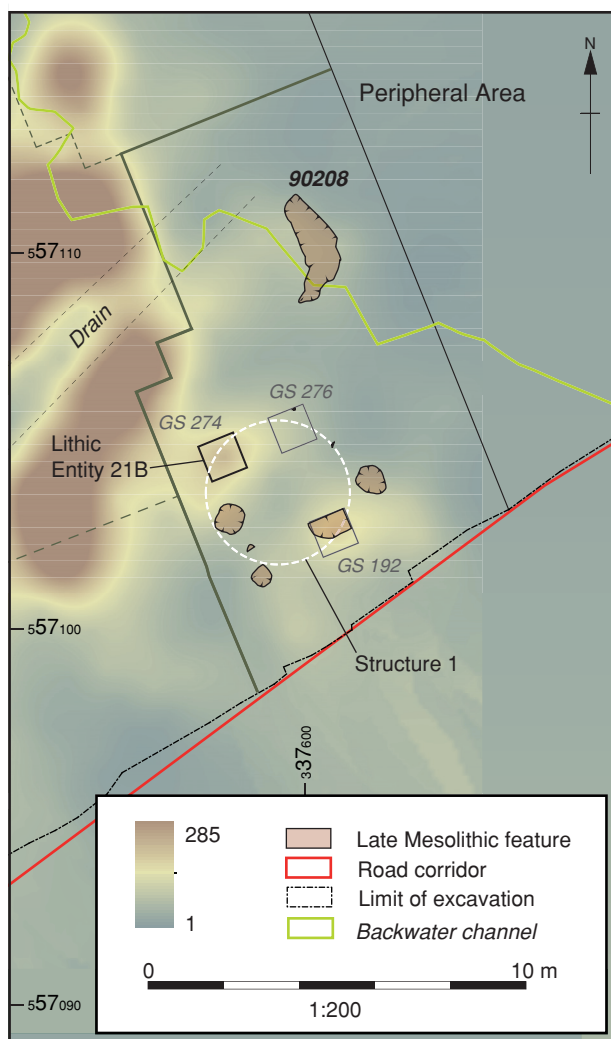 N
Peripheral Area
90208
557110
Drain
GS 276
GS 274
Lithic
Entity 21B
GS 192
557100
Structure 1
337600
285
1
Late Mesolithic feature
Road corridor
Limit of excavation
Backwater channel
0 10 m
1:200
557090